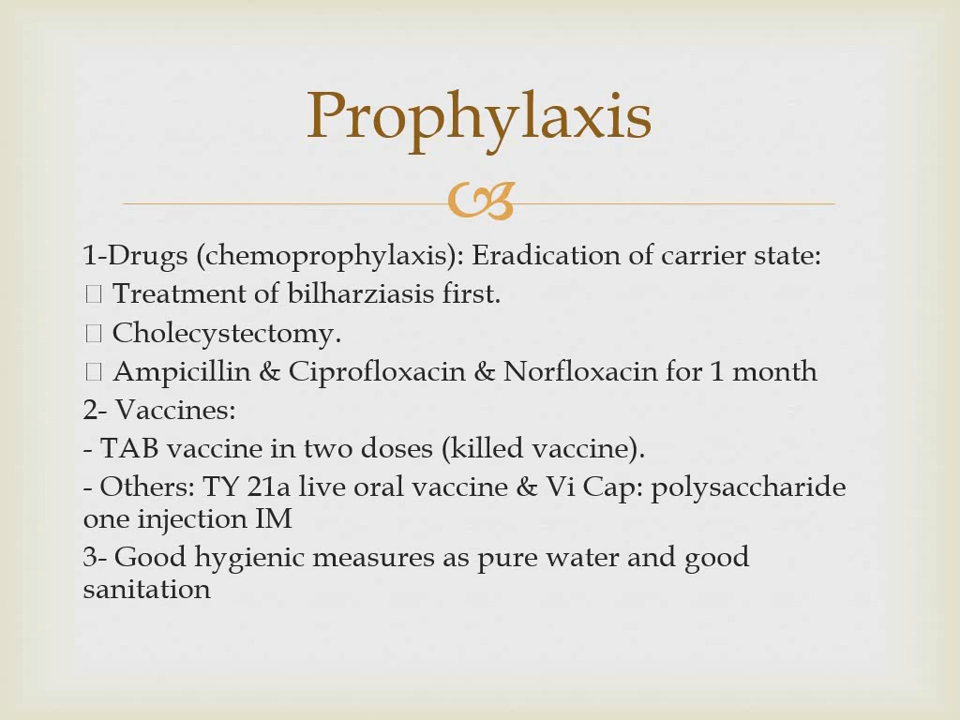 Prophylaxis
1-Drugs (chemoprophylaxis): Eradication of carrier state:
□ Treatment of bilharziasis first.
□ Cholecystectomy.
□ Ampicillin & Ciprofloxacin & Norfloxacin for 1 month
2- Vaccines:
- TAB vaccine in two doses (killed vaccine).
- Others: TY 21a live oral vaccine & Vi Cap: polysaccharide
one injection IM
3- Good hygienic measures as pure water and good
sanitation